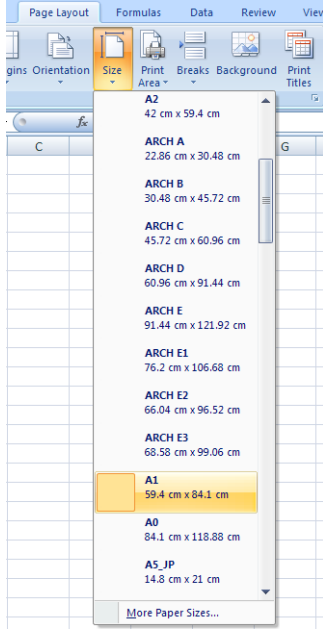 Page Layout Formulas Data Review View
gins Orientation Size Print Area Breaks Background Print Titles
fx
C G
A2
42 cm x 59.4 cm
ARCH A
22.86 cm x 30.48 cm
ARCH B
30.48 cm x 45.72 cm
ARCH C
45.72 cm x 60.96 cm
ARCH D
60.96 cm x 91.44 cm
ARCH E
91.44 cm x 121.92 cm
ARCH E1
76.2 cm x 106.68 cm
ARCH E2
66.04 cm x 96.52 cm
ARCH E3
68.58 cm x 99.06 cm
A1
59.4 cm x 84.1 cm
A0
84.1 cm x 118.88 cm
A5_JP
14.8 cm x 21 cm
More Paper Sizes...